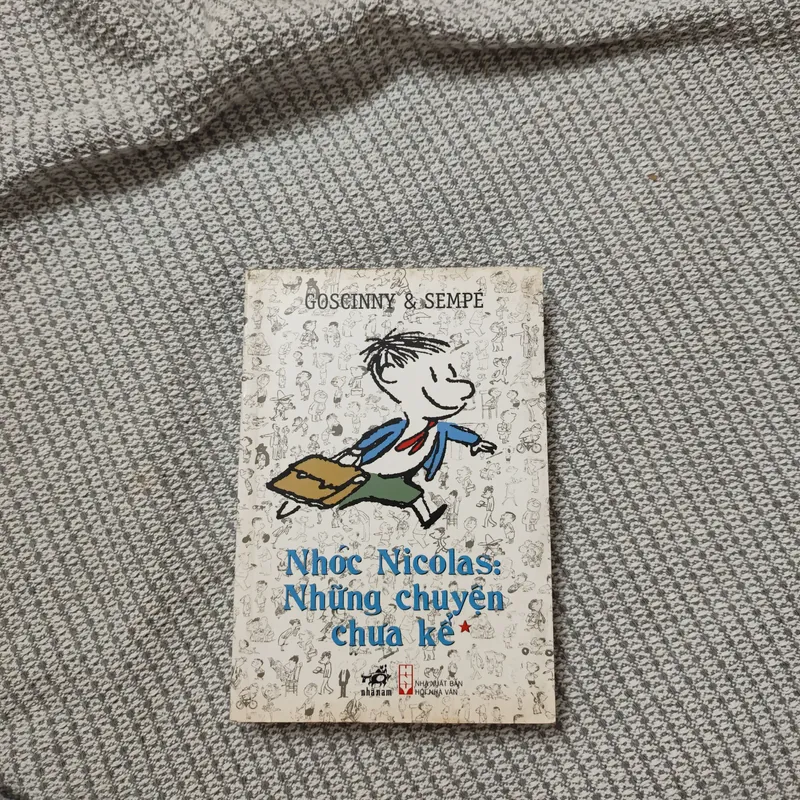 GOSCINNY & SEMPÉ
Nhóc Nicolas:
Những chuyện
chưa kể*
nhã nam
NHÀ XUẤT BẢN
HỘI NHÀ VĂN